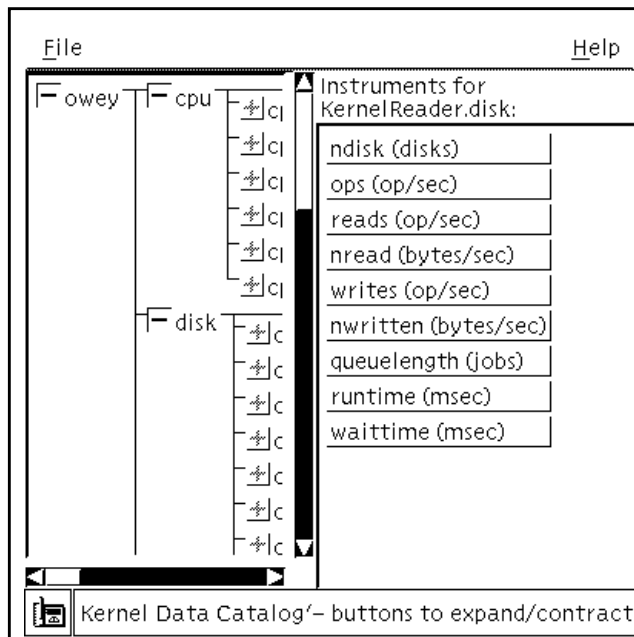 File Help
owey cpu
c
c
c
c
c
c
disk
c
c
c
c
c
c
c
Instruments for
KernelReader.disk:
ndisk (disks)
ops (op/sec)
reads (op/sec)
nread (bytes/sec)
writes (op/sec)
nwritten (bytes/sec)
queuelength (jobs)
runtime (msec)
waittime (msec)
Kernel Data Catalog′– buttons to expand/contract